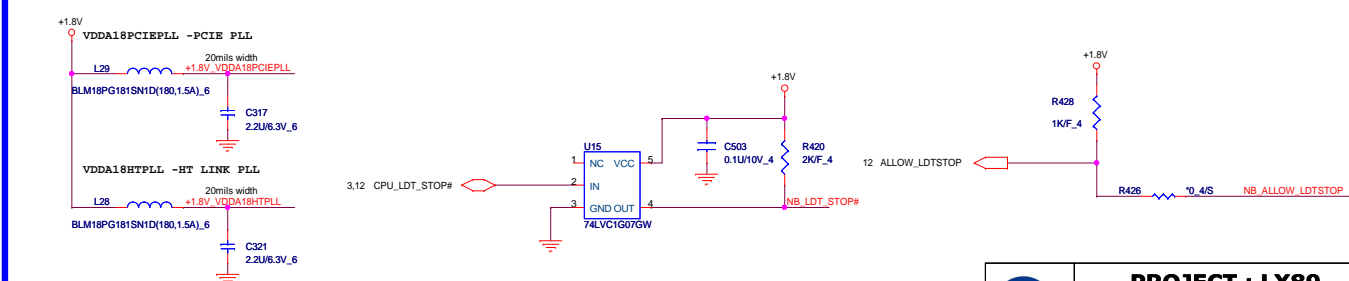 +1.8V
VDDA18PCIEPLL -PCIE PLL
20mils width
L29
+1.8V_VDDA18PCIEPLL
BLM18PG181SN1D(180,1.5A)_6
C317
2.2U/6.3V_6
VDDA18HTPLL -HT LINK PLL
20mils width
L28
+1.8V_VDDA18HTPLL
BLM18PG181SN1D(180,1.5A)_6
C321
2.2U/6.3V_6
3,12 CPU_LDT_STOP#
U15
1 NC VCC 5
2 IN
3 GND OUT 4
74LVC1G07GW
+1.8V
C503
0.1U/10V_4
R420
2K/F_4
NB_LDT_STOP#
+1.8V
R428
1K/F_4
12 ALLOW_LDTSTOP
R426 *0_4/S NB_ALLOW_LDTSTOP
PROJECT : LX89